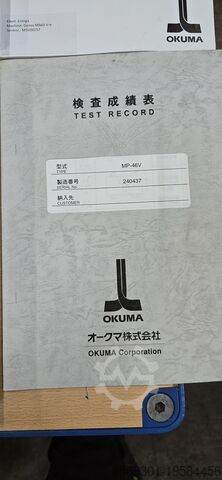 OKUMA
検査成績表
TEST RECORD
型式
TYPE
MP-46V
製造番号
SERIAL No.
240437
納入先
CUSTOMER
OKUMA
オークマ株式会社
OKUMA Corporation